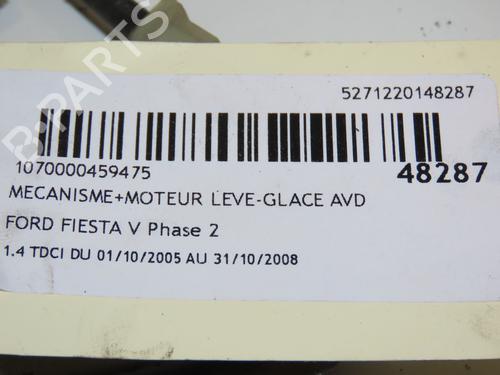 5271220148287
1070000459475
48287
MECANISME+MOTEUR LEVE-GLACE AVD
FORD FIESTA V Phase 2
1.4 TDCI DU 01/10/2005 AU 31/10/2008
B-PARTS